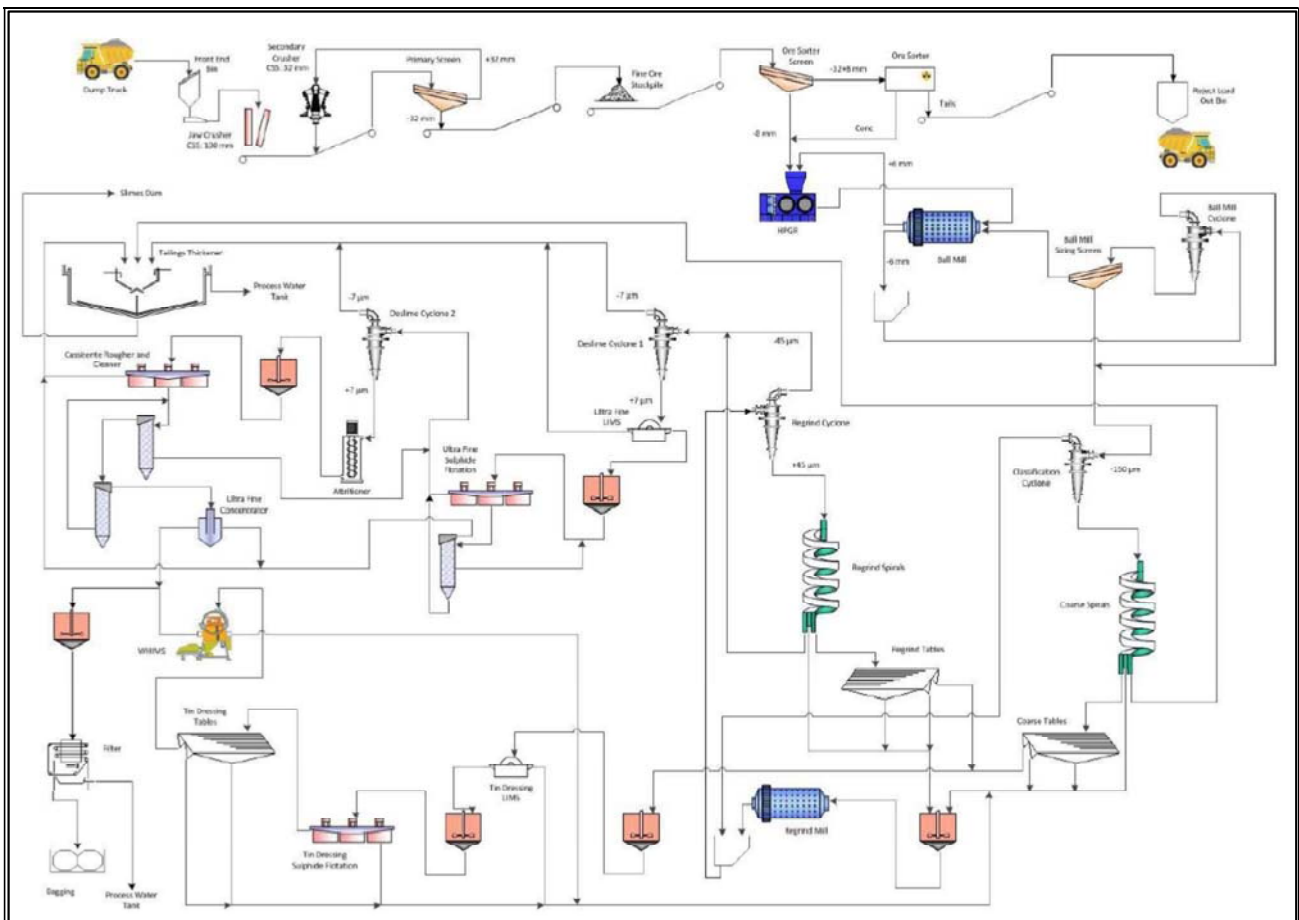 Dump Truck
Front End
Bin
Jaw Crusher
CSS: 100 mm
Secondary
Crusher
CSS: 32 mm
Primary Screen
+32 mm
-32 mm
Fine Ore
Stockpile
Ore Sorter
Screen
-32+8 mm
Ore Sorter
Tails
Conc
-8 mm
Reject Load
Out Bin
HPGR
+6 mm
-6 mm
Ball Mill
Ball Mill
Sizing Screen
Ball Mill
Cyclone
Slimes Dam
Tailings Thickener
Process Water
Tank
-7 µm
Deslime Cyclone 2
+7 µm
-7 µm
Deslime Cyclone 1
+7 µm
-45 µm
Regrind Cyclone
+45 µm
Cassiterite Rougher and
Cleaner
Attritioner
Ultra Fine
LIMS
Ultra Fine
Sulphide
Flotation
Ultra Fine
Concentrator
Classification
Cyclone
Regrind Spirals
Coarse Spirals
WHIMS
Regrind Tables
Coarse Tables
Tin Dressing
Tables
Filter
Tin Dressing
LIMS
Tin Dressing
Sulphide Flotation
Regrind Mill
Bagging
Process Water
Tank